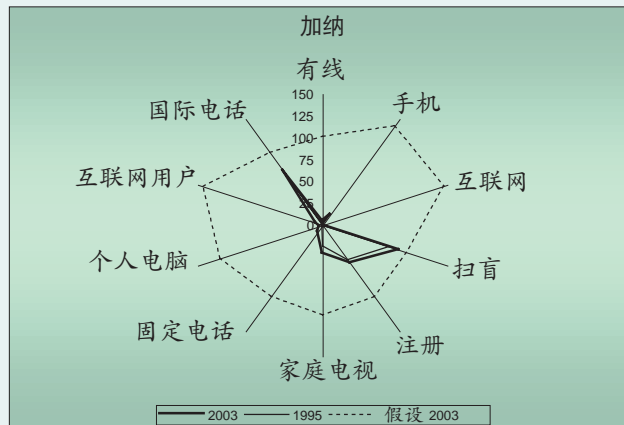 加纳
有线
150
125
100
75
50
25
0
手机
互联网
扫盲
注册
家庭电视
固定电话
个人电脑
互联网用户
国际电话
2003 1995 假设 2003